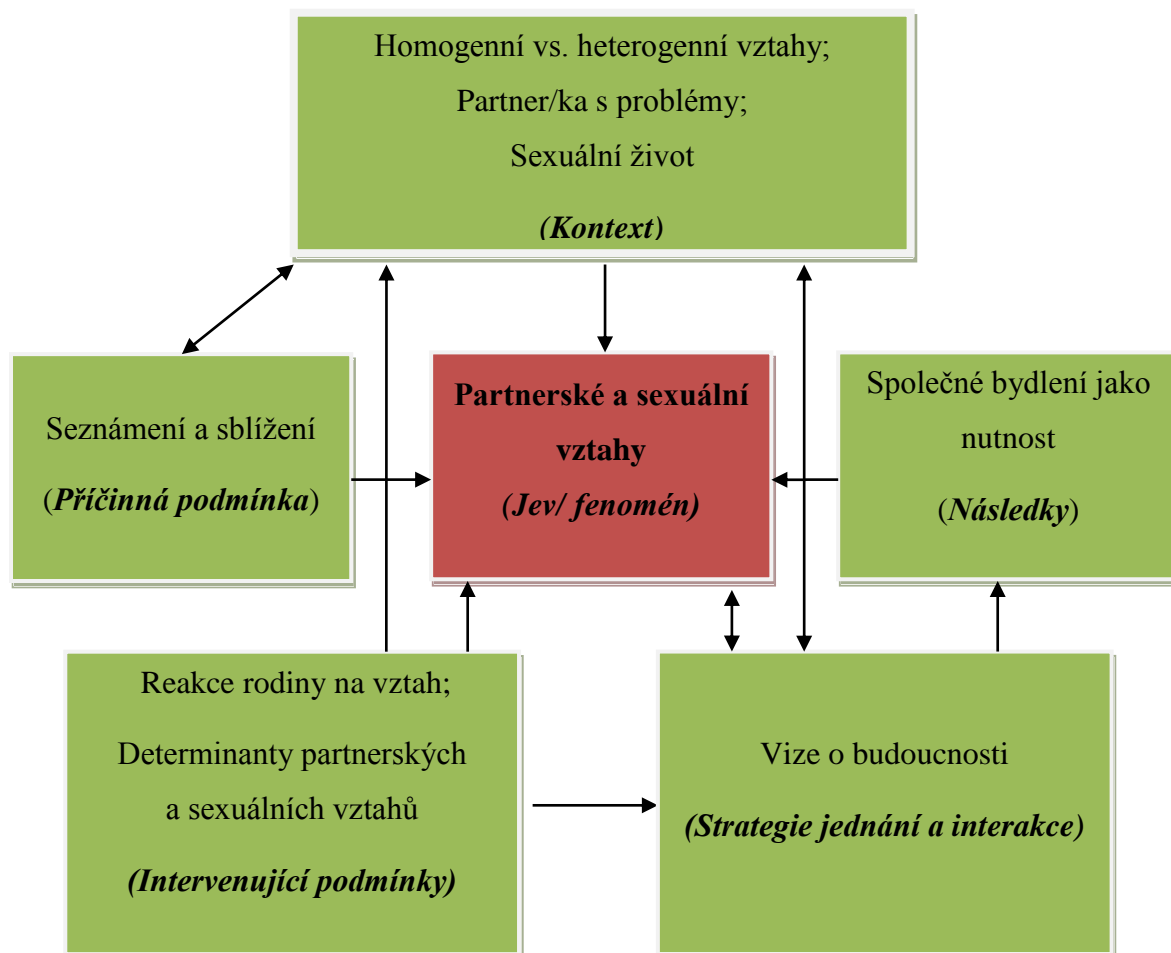 Homogenní vs. heterogenní vztahy;
Partner/ka s problémy;
Sexuální život
(Kontext)
Seznámení a sblížení
(Příčinná podmínka)
Partnerské a sexuální
vztahy
(Jev/ fenomén)
Společné bydlení jako
nutnost
(Následky)
Reakce rodiny na vztah;
Determinanty partnerských
a sexuálních vztahů
(Intervenující podmínky)
Vize o budoucnosti
(Strategie jednání a interakce)